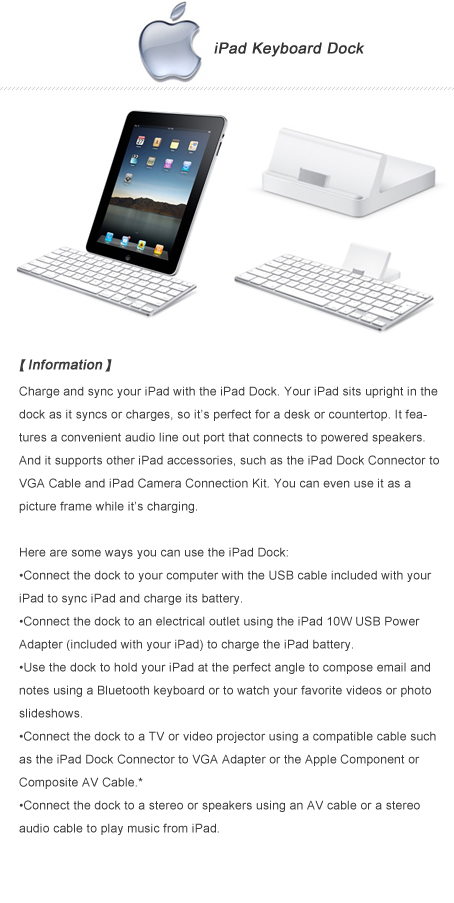 iPad Keyboard Dock
【 Information 】
Charge and sync your iPad with the iPad Dock. Your iPad sits upright in the
dock as it syncs or charges, so it's perfect for a desk or countertop. It fea-
tures a convenient audio line out port that connects to powered speakers.
And it supports other iPad accessories, such as the iPad Dock Connector to
VGA Cable and iPad Camera Connection Kit. You can even use it as a
picture frame while it's charging.
Here are some ways you can use the iPad Dock:
•Connect the dock to your computer with the USB cable included with your
iPad to sync iPad and charge its battery.
•Connect the dock to an electrical outlet using the iPad 10W USB Power
Adapter (included with your iPad) to charge the iPad battery.
•Use the dock to hold your iPad at the perfect angle to compose email and
notes using a Bluetooth keyboard or to watch your favorite videos or photo
slideshows.
•Connect the dock to a TV or video projector using a compatible cable such
as the iPad Dock Connector to VGA Adapter or the Apple Component or
Composite AV Cable.*
•Connect the dock to a stereo or speakers using an AV cable or a stereo
audio cable to play music from iPad.